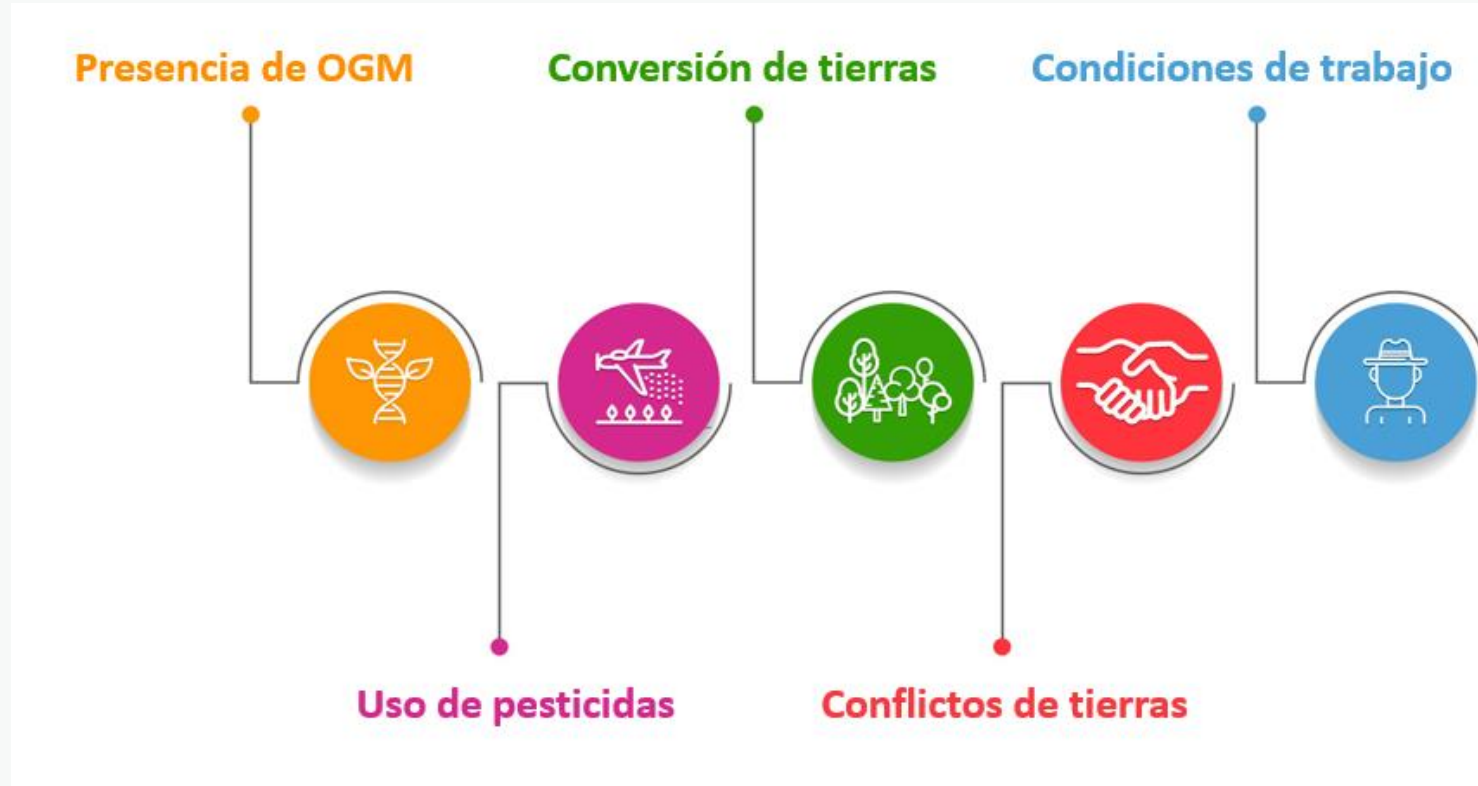 Presencia de OGM
Conversión de tierras
Condiciones de trabajo
Uso de pesticidas
Conflictos de tierras